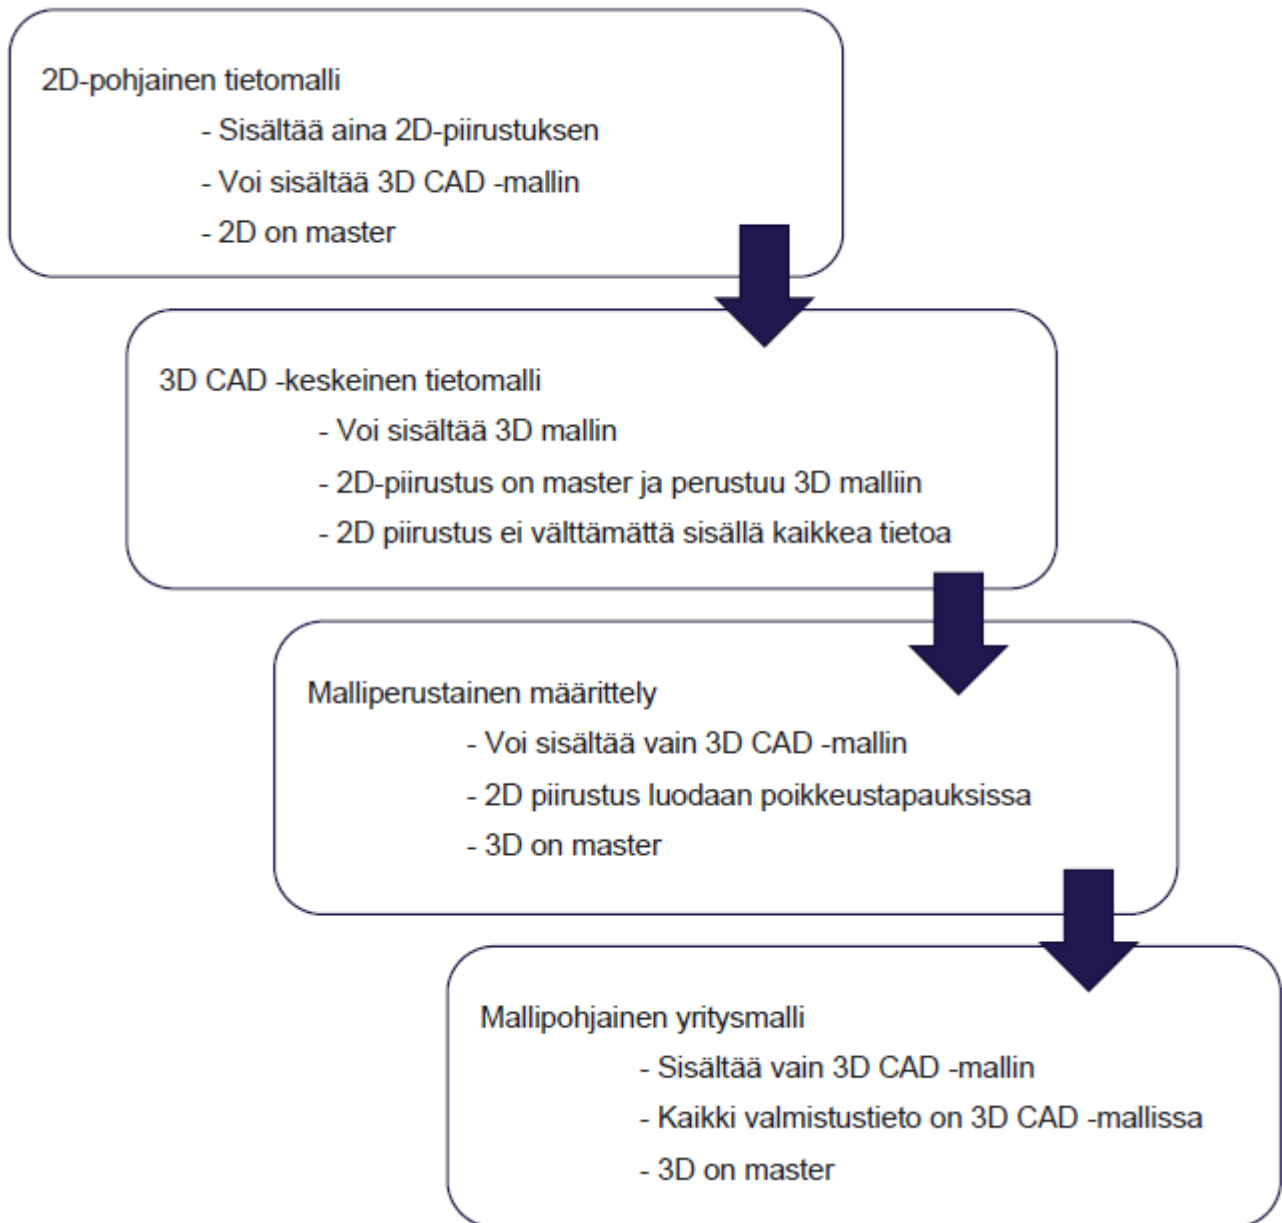 2D-pohjainen tietomalli
- Sisältää aina 2D-piirustuksen
- Voi sisältää 3D CAD -mallin
- 2D on master
3D CAD -keskeinen tietomalli
- Voi sisältää 3D mallin
- 2D-piirustus on master ja perustuu 3D malliin
- 2D piirustus ei välttämättä sisällä kaikkea tietoa
Malliperustainen määrittely
- Voi sisältää vain 3D CAD -mallin
- 2D piirustus luodaan poikkeustapauksissa
- 3D on master
Mallipohjainen yritysmalli
- Sisältää vain 3D CAD -mallin
- Kaikki valmistustieto on 3D CAD -mallissa
- 3D on master